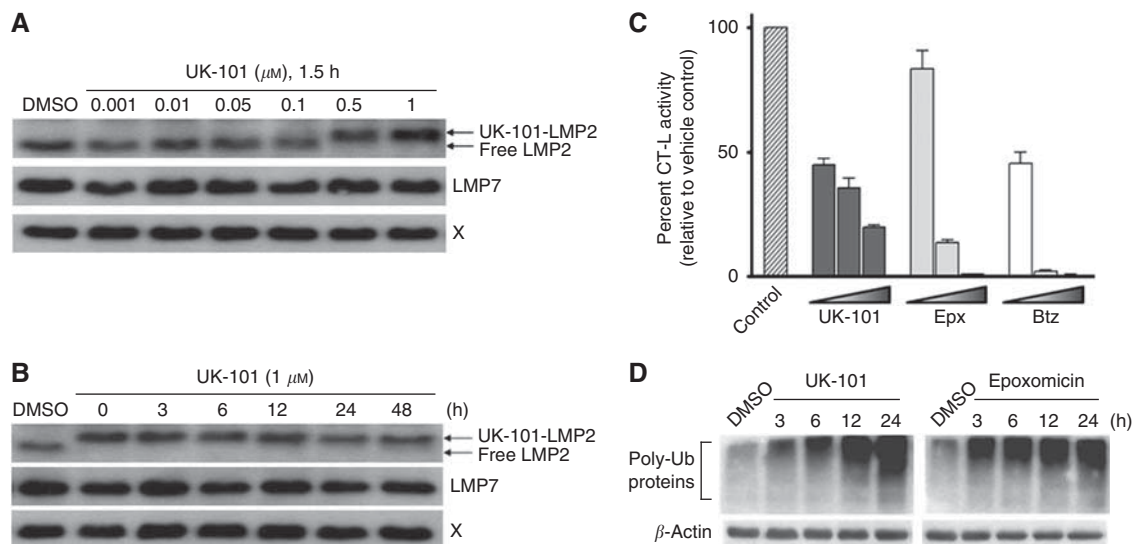 A
UK-101 (μM), 1.5 h
DMSO 0.001 0.01 0.05 0.1 0.5 1
UK-101-LMP2
Free LMP2
LMP7
X
B
UK-101 (1 μM)
DMSO 0 3 6 12 24 48 (h)
UK-101-LMP2
Free LMP2
LMP7
X
C
Percent CT-L activity
(relative to vehicle control)
100
50
0
Control
UK-101 Epx Btz
D
UK-101 Epoxomicin
DMSO 3 6 12 24 DMSO 3 6 12 24 (h)
Poly-Ub
proteins
β-Actin